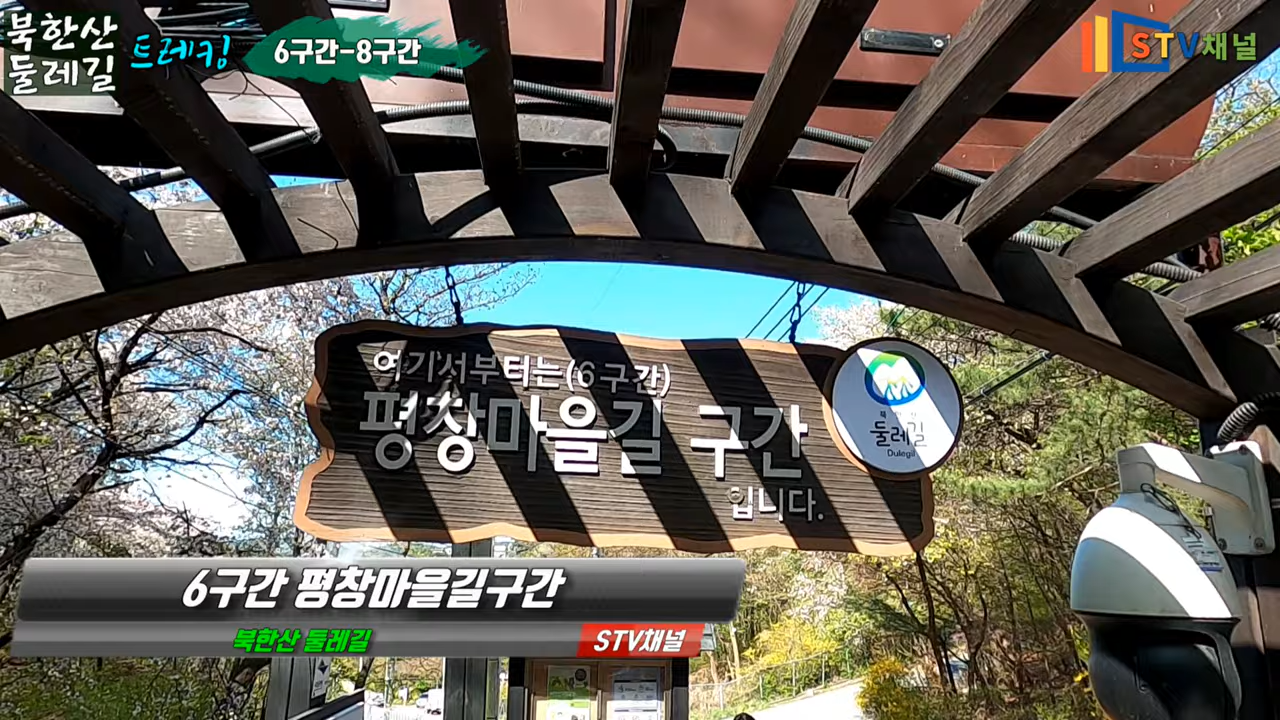 북한산
둘레길
트레킹
6구간-8구간
STV채널
여기서부터는(6구간)
평창마을길 구간
입니다.
북한산
둘레길
Dulegil
6구간 평창마을길구간
북한산 둘레길
STV채널